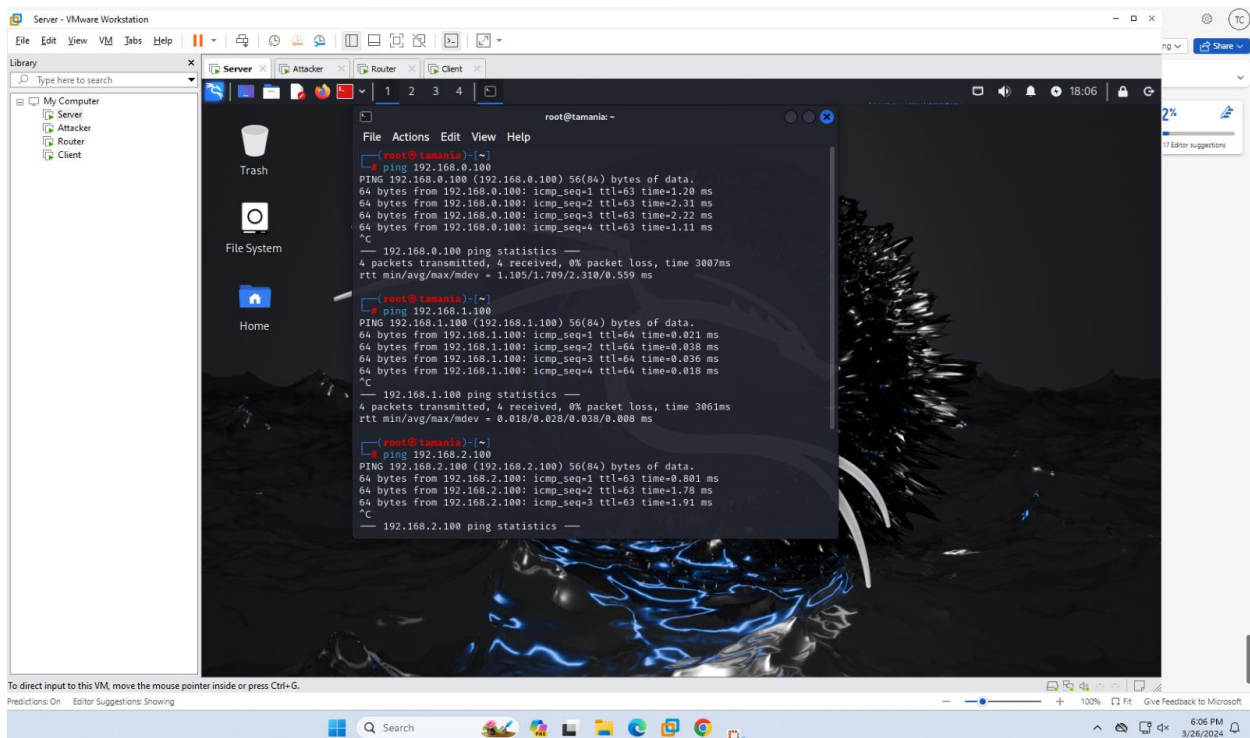 Server - VMware Workstation
TC
File Edit View VM Tabs Help
ng
Share
Library
Server Attacker Router Client
Type here to search
1 2 3 4
18:06
My Computer
Server
Attacker
Router
Client
root@tamania: ~
2%
17 Editor suggestions
File Actions Edit View Help
Trash
File System
Home
┌──(root㉿tamania)-[~]
└─# ping 192.168.0.100
PING 192.168.0.100 (192.168.0.100) 56(84) bytes of data.
64 bytes from 192.168.0.100: icmp_seq=1 ttl=63 time=1.20 ms
64 bytes from 192.168.0.100: icmp_seq=2 ttl=63 time=2.31 ms
64 bytes from 192.168.0.100: icmp_seq=3 ttl=63 time=2.22 ms
64 bytes from 192.168.0.100: icmp_seq=4 ttl=63 time=1.11 ms
^C
— 192.168.0.100 ping statistics —
4 packets transmitted, 4 received, 0% packet loss, time 3007ms
rtt min/avg/max/mdev = 1.105/1.709/2.310/0.559 ms
┌──(root㉿tamania)-[~]
└─# ping 192.168.1.100
PING 192.168.1.100 (192.168.1.100) 56(84) bytes of data.
64 bytes from 192.168.1.100: icmp_seq=1 ttl=64 time=0.021 ms
64 bytes from 192.168.1.100: icmp_seq=2 ttl=64 time=0.038 ms
64 bytes from 192.168.1.100: icmp_seq=3 ttl=64 time=0.036 ms
64 bytes from 192.168.1.100: icmp_seq=4 ttl=64 time=0.018 ms
^C
— 192.168.1.100 ping statistics —
4 packets transmitted, 4 received, 0% packet loss, time 3061ms
rtt min/avg/max/mdev = 0.018/0.028/0.038/0.008 ms
┌──(root㉿tamania)-[~]
└─# ping 192.168.2.100
PING 192.168.2.100 (192.168.2.100) 56(84) bytes of data.
64 bytes from 192.168.2.100: icmp_seq=1 ttl=63 time=0.801 ms
64 bytes from 192.168.2.100: icmp_seq=2 ttl=63 time=1.78 ms
64 bytes from 192.168.2.100: icmp_seq=3 ttl=63 time=1.91 ms
^C
— 192.168.2.100 ping statistics —
To direct input to this VM, move the mouse pointer inside or press Ctrl+G.
Predictions: On Editor Suggestions: Showing
100% Fit Give Feedback to Microsoft
Search
6:06 PM
3/26/2024